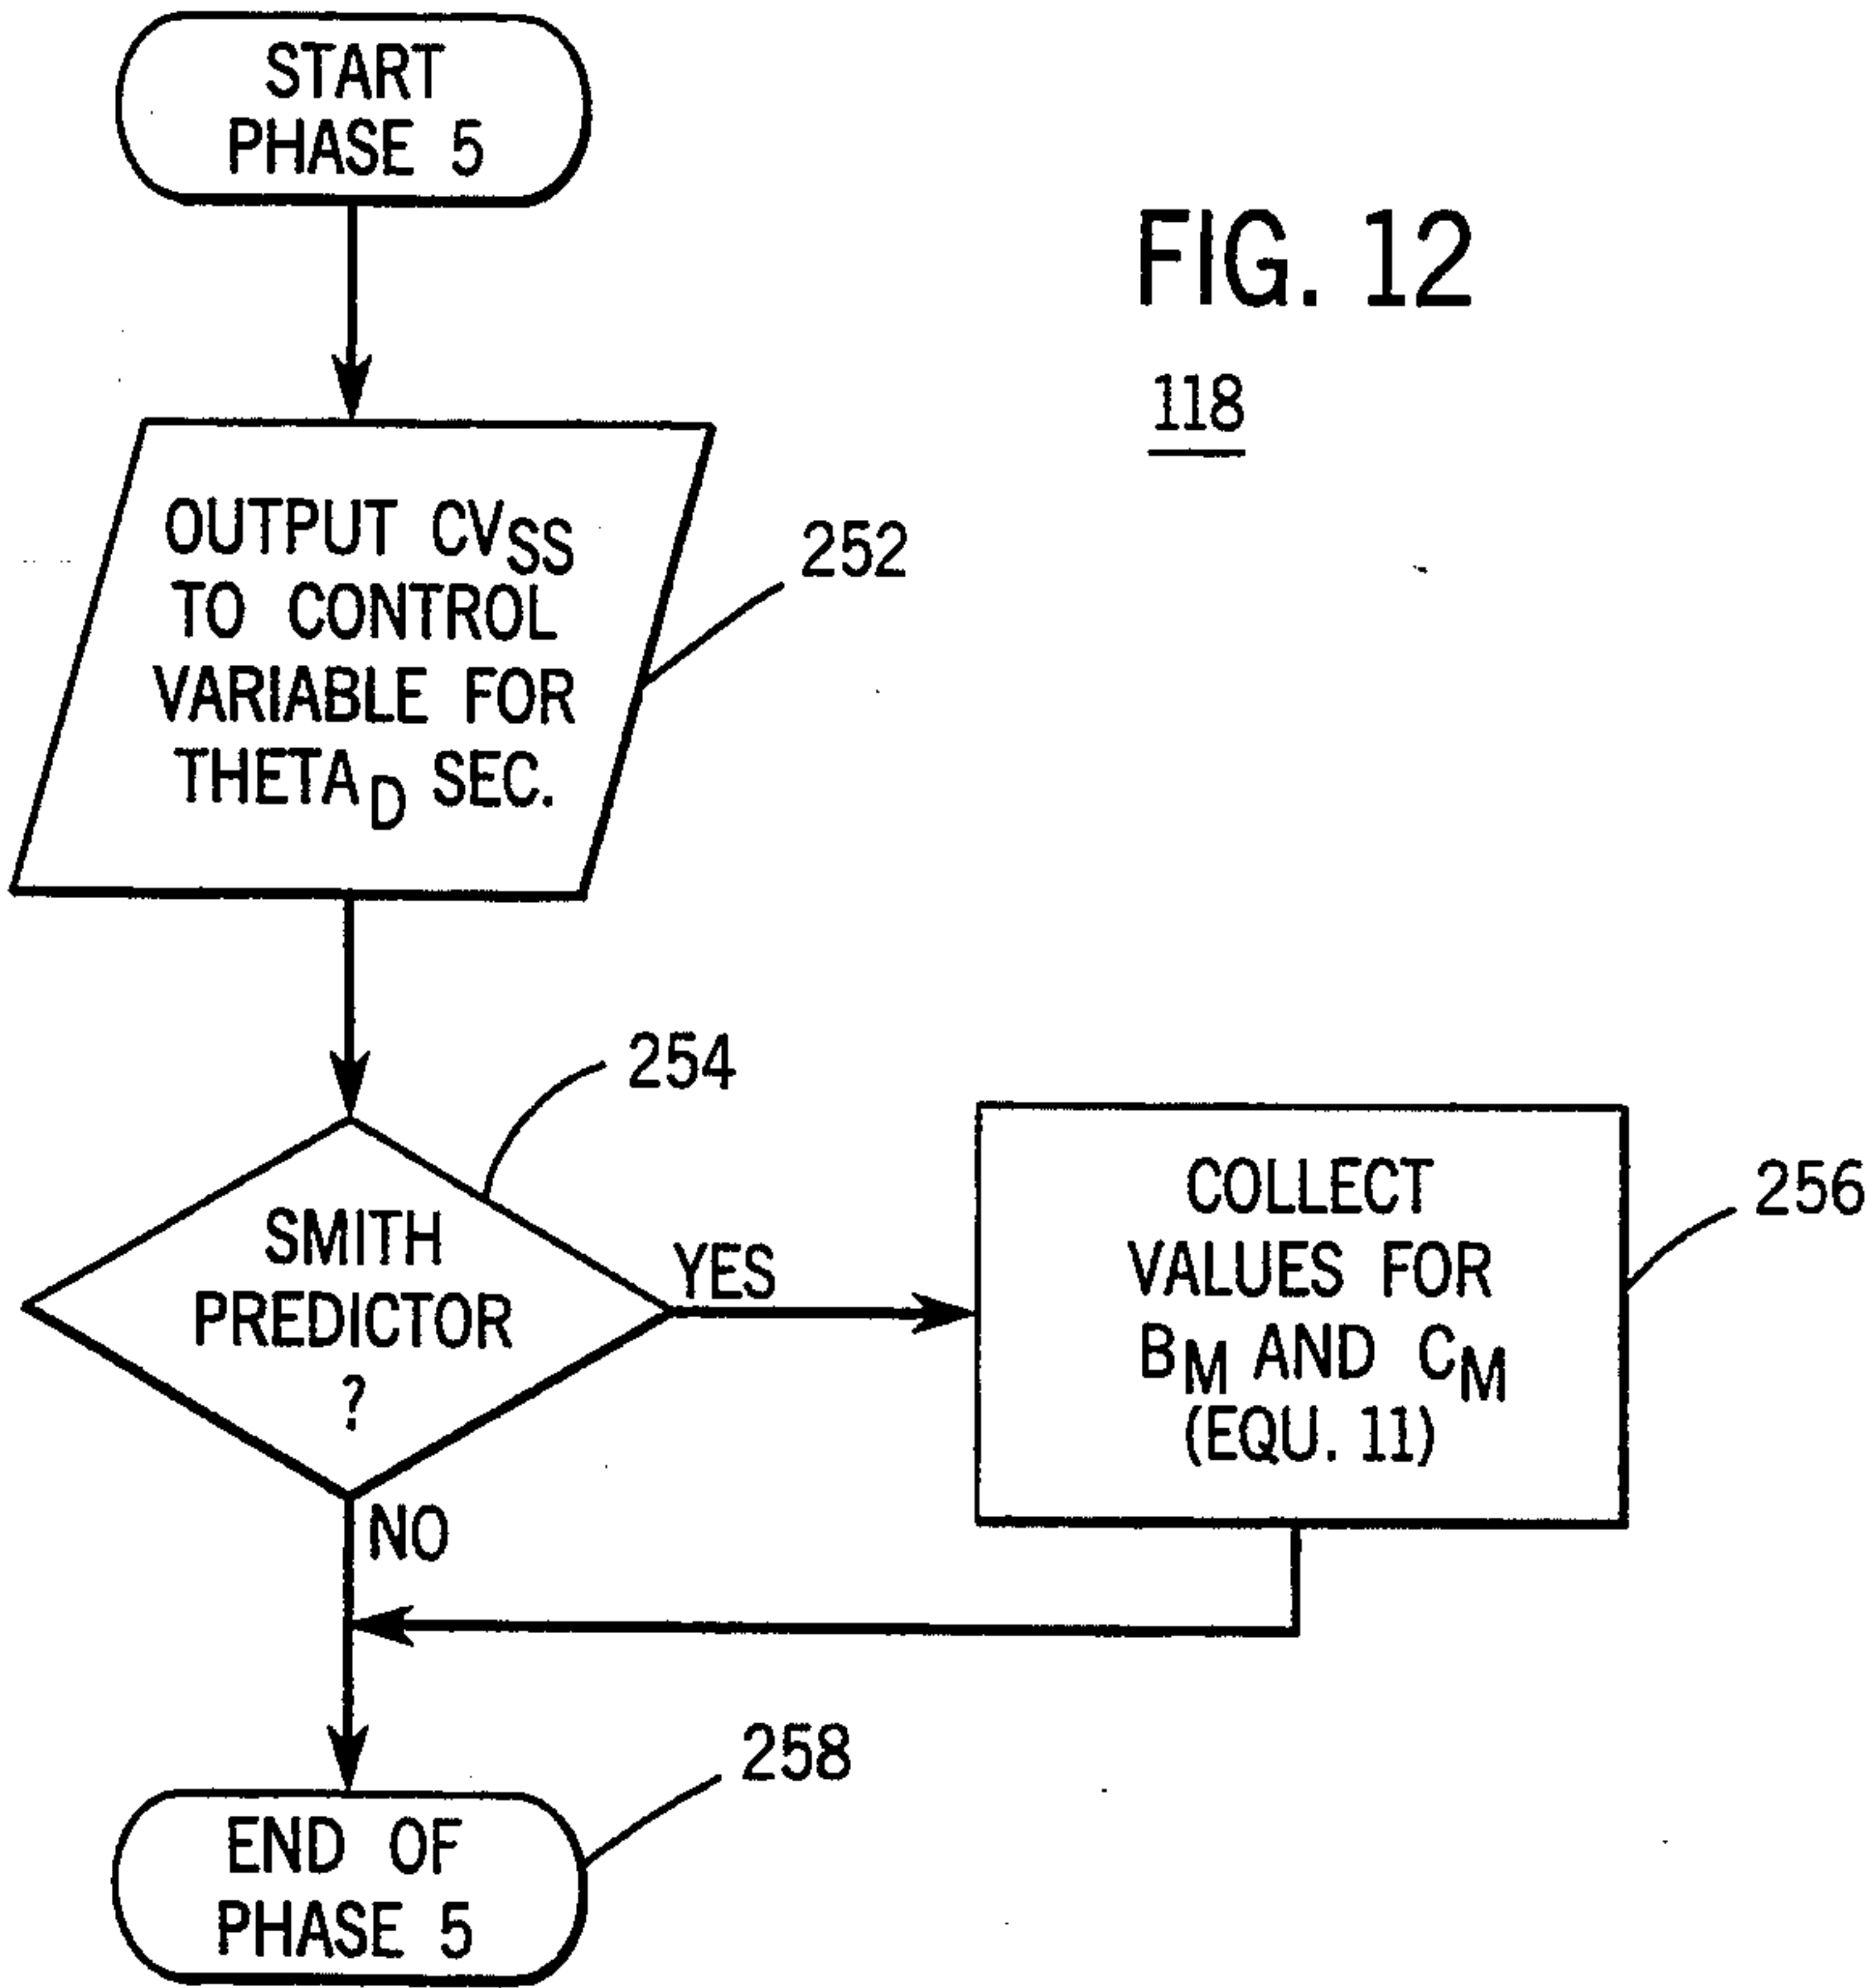 START
PHASE 5
FIG. 12
118
OUTPUT CVSS
TO CONTROL
VARIABLE FOR
THETAD SEC.
252
254
SMITH
PREDICTOR
?
YES
NO
COLLECT
VALUES FOR
BM AND CM
(EQU. 11)
256
258
END OF
PHASE 5